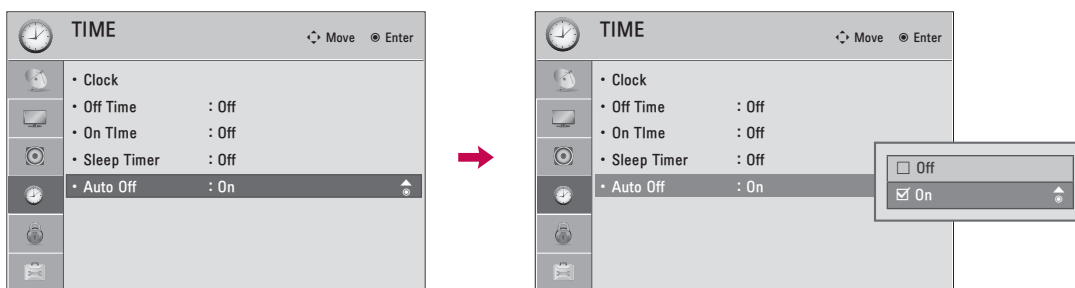 TIME
Move Enter
• Clock
• Off Time : Off
• On TIme : Off
• Sleep Timer : Off
• Auto Off : On
TIME
Move Enter
• Clock
• Off Time : Off
• On TIme : Off
• Sleep Timer : Off
• Auto Off : On
Off
On